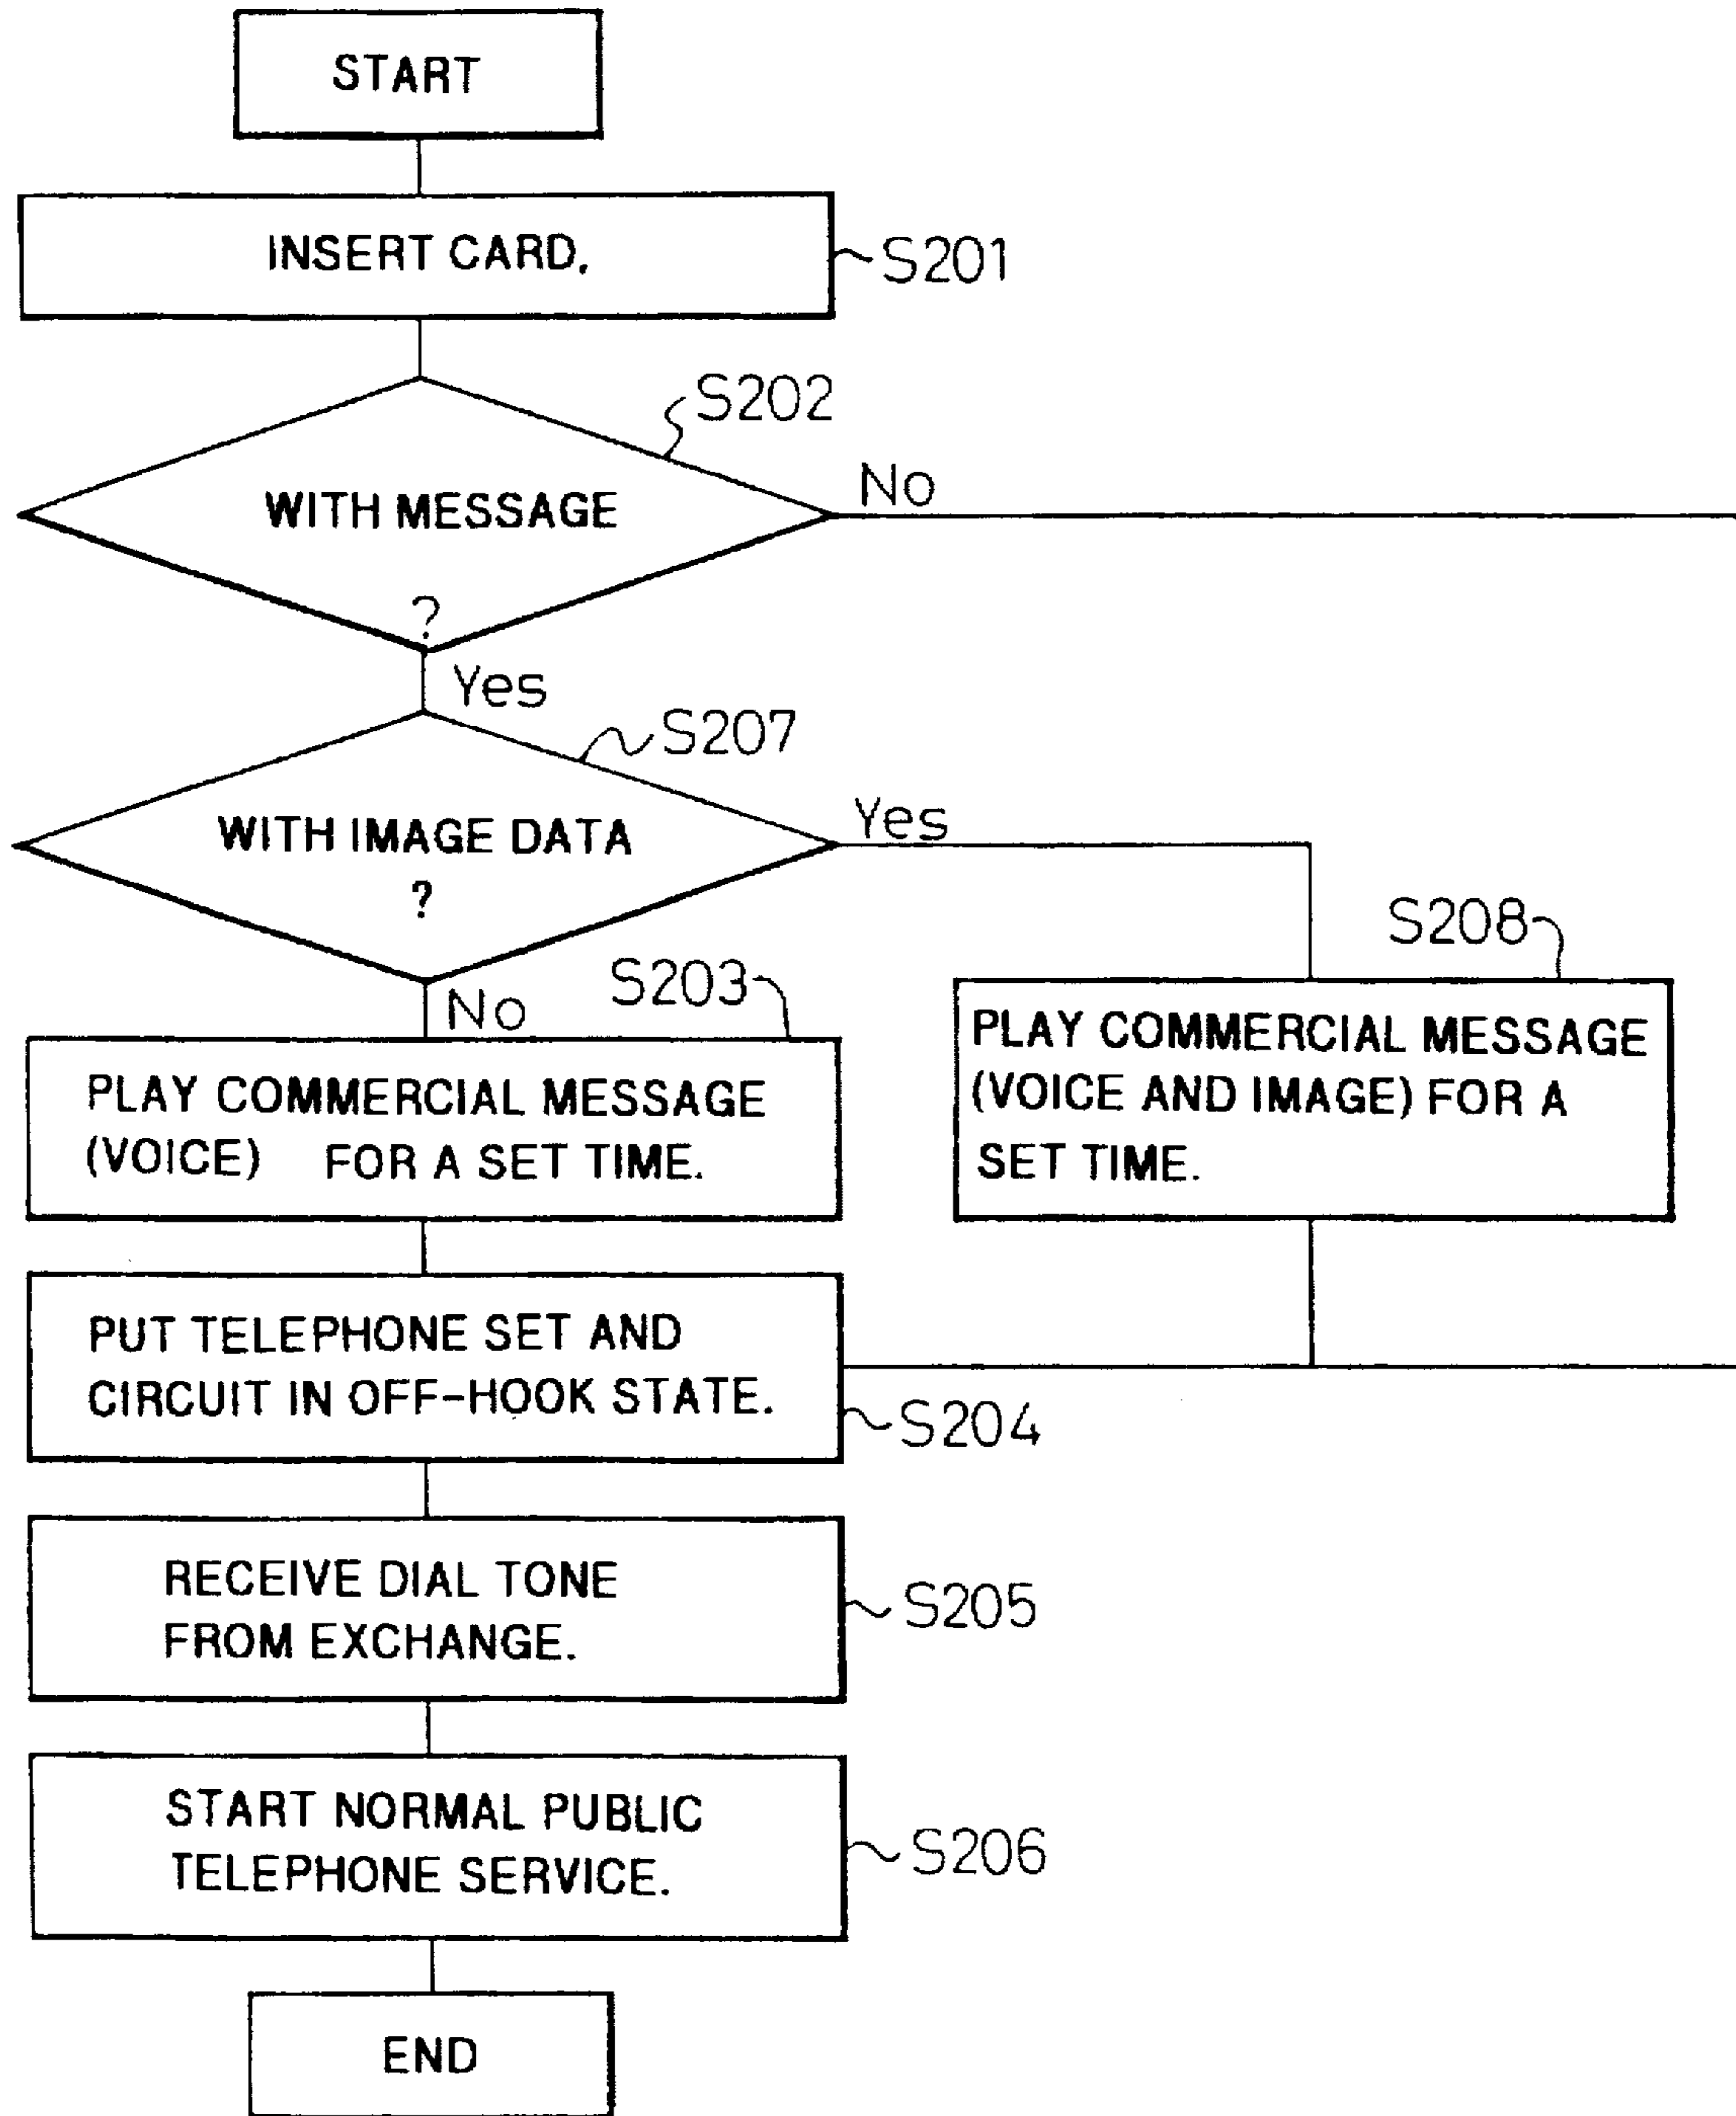 START
INSERT CARD.
S201
S202
WITH MESSAGE
?
No
Yes
S207
WITH IMAGE DATA
?
Yes
No
S203
S208
PLAY COMMERCIAL MESSAGE
(VOICE) FOR A SET TIME.
PLAY COMMERCIAL MESSAGE
(VOICE AND IMAGE) FOR A
SET TIME.
PUT TELEPHONE SET AND
CIRCUIT IN OFF-HOOK STATE.
S204
RECEIVE DIAL TONE
FROM EXCHANGE.
S205
START NORMAL PUBLIC
TELEPHONE SERVICE.
S206
END